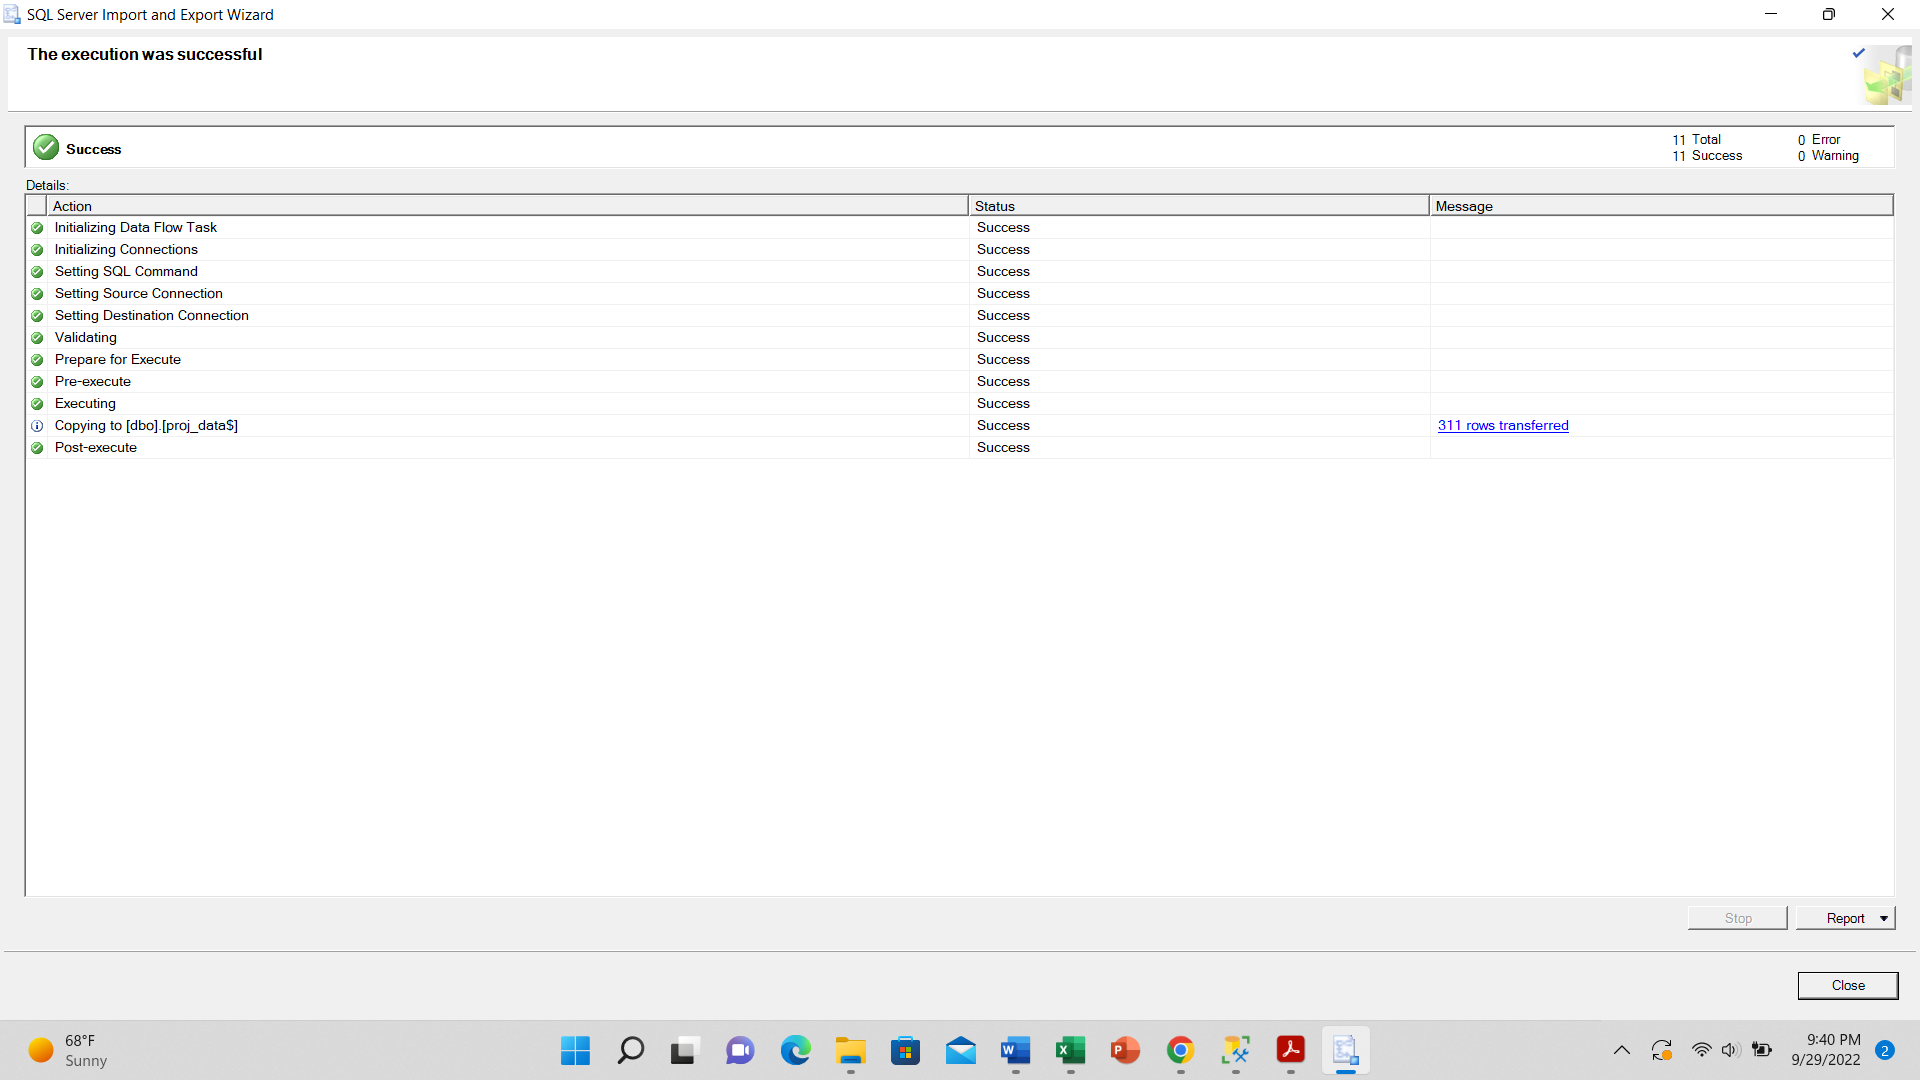 SQL Server Import and Export Wizard
The execution was successful
Success
11 Total 0 Error
11 Success 0 Warning
Details:
Action Status Message
Initializing Data Flow Task Success
Initializing Connections Success
Setting SQL Command Success
Setting Source Connection Success
Setting Destination Connection Success
Validating Success
Prepare for Execute Success
Pre-execute Success
Executing Success
Copying to [dbo].[proj_data$] Success 311 rows transferred
Post-execute Success
Stop Report
Close
68°F
Sunny
9:40 PM
9/29/2022
2